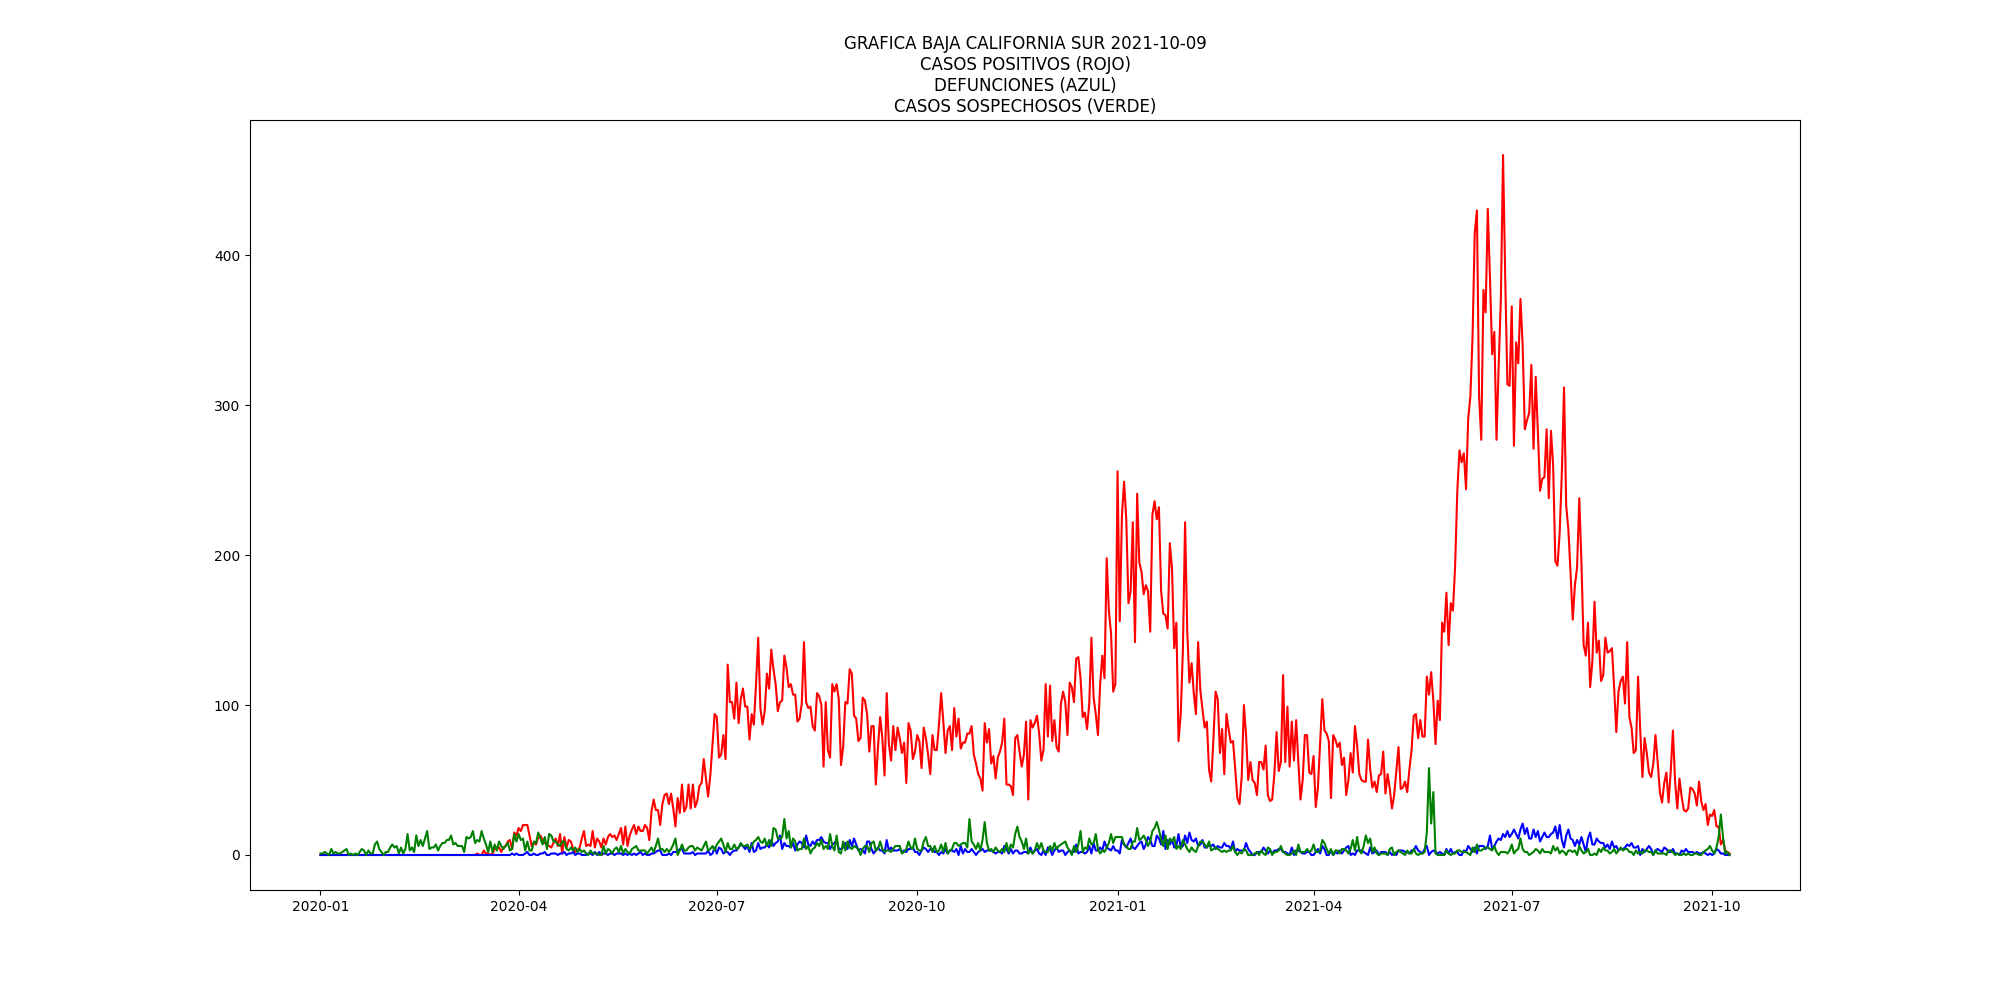 GRAFICA BAJA CALIFORNIA SUR 2021-10-09
CASOS POSITIVOS (ROJO)
DEFUNCIONES (AZUL)
CASOS SOSPECHOSOS (VERDE)
400
300
200
100
0
2020-01 2020-04 2020-07 2020-10 2021-01 2021-04 2021-07 2021-10